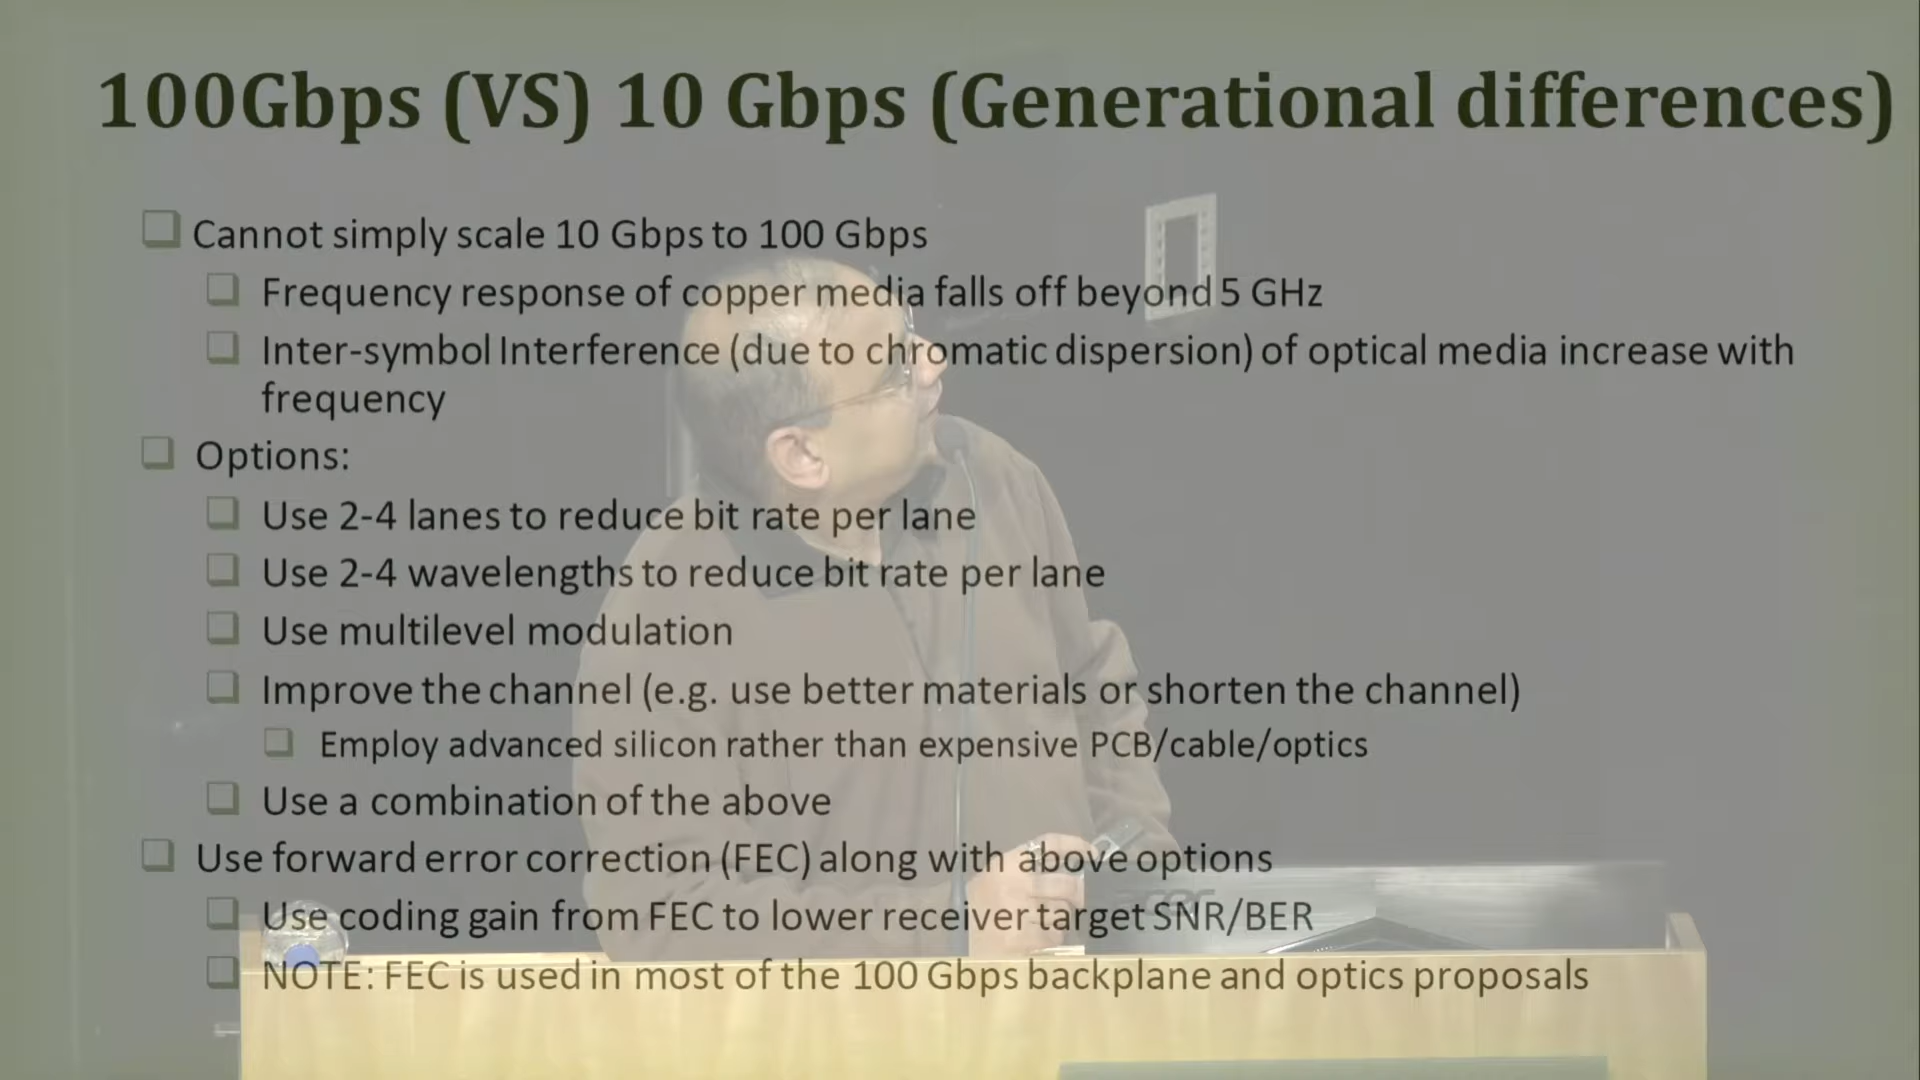 100Gbps (VS) 10 Gbps (Generational differences)
Cannot simply scale 10 Gbps to 100 Gbps
Frequency response of copper media falls off beyond 5 GHz
Inter-symbol Interference (due to chromatic dispersion) of optical media increase with
frequency
Options:
Use 2-4 lanes to reduce bit rate per lane
Use 2-4 wavelengths to reduce bit rate per lane
Use multilevel modulation
Improve the channel (e.g. use better materials or shorten the channel)
Employ advanced silicon rather than expensive PCB/cable/optics
Use a combination of the above
Use forward error correction (FEC) along with above options
Use coding gain from FEC to lower receiver target SNR/BER
NOTE: FEC is used in most of the 100 Gbps backplane and optics proposals